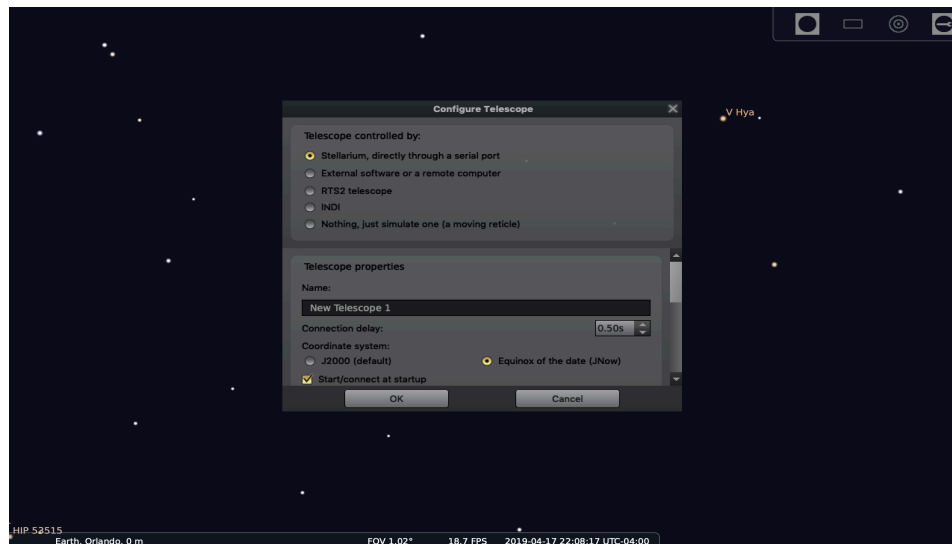 Configure Telescope
V Hya
Telescope controlled by:
Stellarium, directly through a serial port
External software or a remote computer
RTS2 telescope
INDI
Nothing, just simulate one (a moving reticle)
Telescope properties
Name:
New Telescope 1
Connection delay:
0.50s
Coordinate system:
J2000 (default) Equinox of the date (JNow)
Start/connect at startup
OK Cancel
HIP 53515
Earth, Orlando, 0 m FOV 1.02° 18.7 FPS 2019-04-17 22:08:17 UTC-04:00